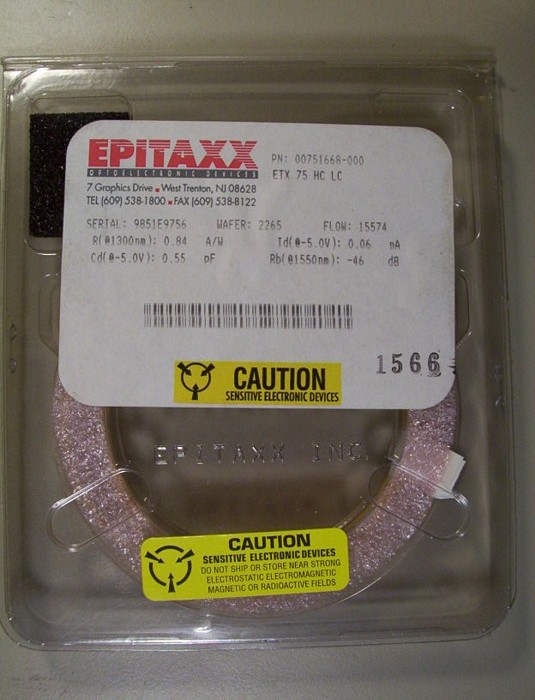 EPITAXX
OPTOELECTRONIC DEVICES
7 Graphics Drive ▪ West Trenton, NJ 08628
TEL (609) 538-1800 ▪ FAX (609) 538-8122
PN: 00751668-000
ETX 75 HC LC
SERIAL: 9851E9756 WAFER: 2265 FLOW: 15574
R(@1300nm): 0.84 A/W Id(@-5.0V): 0.06 nA
Cd(@-5.0V): 0.55 pF Rb(@1550nm): -46 dB
1566
CAUTION
SENSITIVE ELECTRONIC DEVICES
EPITAXX INC.
CAUTION
SENSITIVE ELECTRONIC DEVICES
DO NOT SHIP OR STORE NEAR STRONG
ELECTROSTATIC ELECTROMAGNETIC
MAGNETIC OR RADIOACTIVE FIELDS